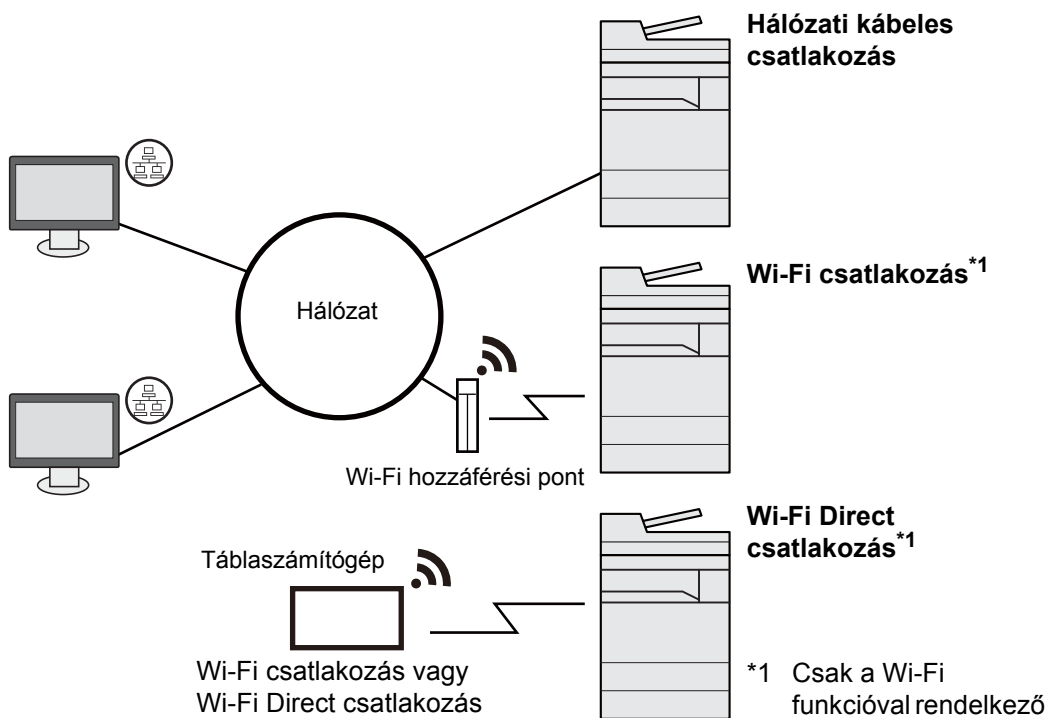 Hálózati kábeles
csatlakozás
Wi-Fi csatlakozás*1
Hálózat
Wi-Fi hozzáférési pont
Wi-Fi Direct
csatlakozás*1
Táblaszámítógép
Wi-Fi csatlakozás vagy
Wi-Fi Direct csatlakozás
*1 Csak a Wi-Fi
funkcióval rendelkező